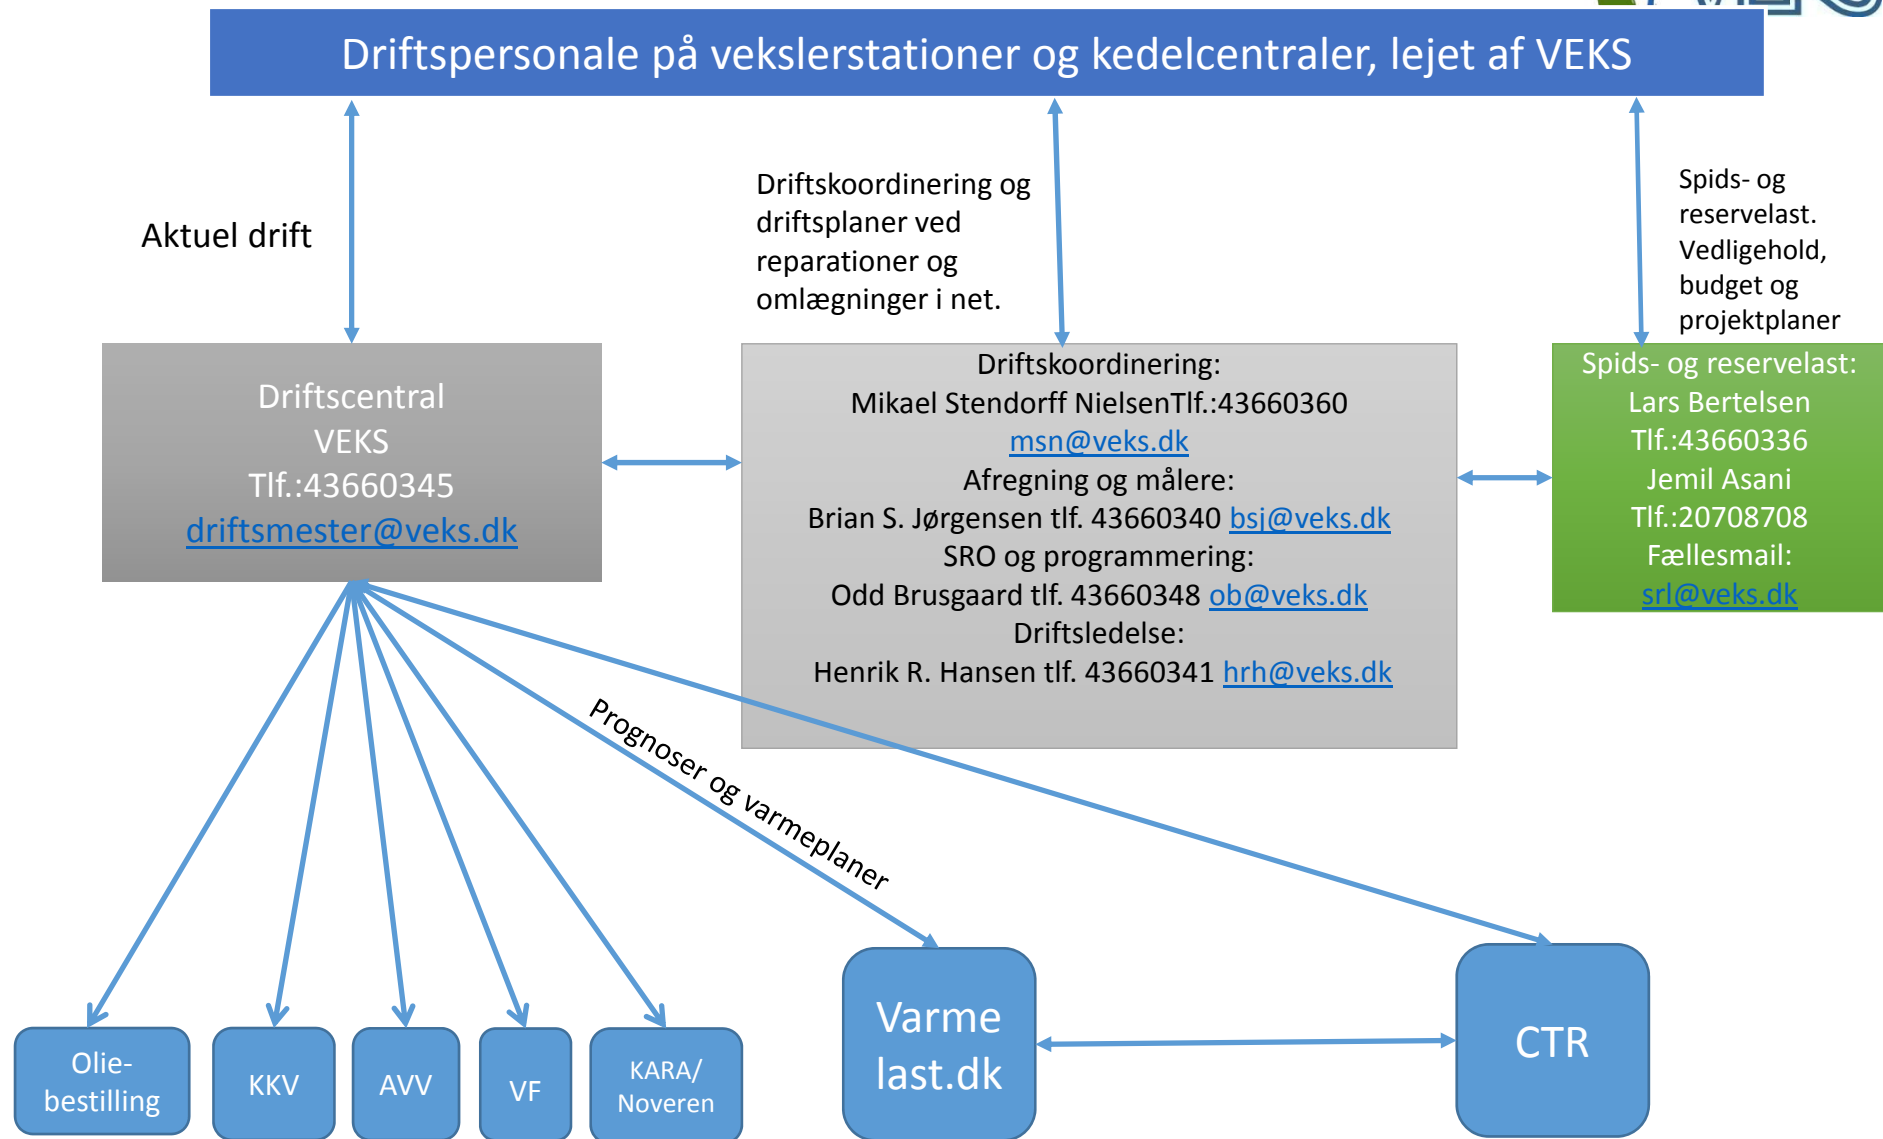 Driftspersonale på vekslerstationer og kedelcentraler, lejet af VEKS
Aktuel drift
Driftskoordinering og
driftsplaner ved
reparationer og
omlægninger i net.
Spids- og
reservelast.
Vedligehold,
budget og
projektplaner
Driftscentral
VEKS
Tlf.:43660345
driftsmester@veks.dk
Driftskoordinering:
Mikael Stendorff NielsenTlf.:43660360
msn@veks.dk
Afregning og målere:
Brian S. Jørgensen tlf. 43660340 bsj@veks.dk
SRO og programmering:
Odd Brusgaard tlf. 43660348 ob@veks.dk
Driftsledelse:
Henrik R. Hansen tlf. 43660341 hrh@veks.dk
Spids- og reservelast:
Lars Bertelsen
Tlf.:43660336
Jemil Asani
Tlf.:20708708
Fællesmail:
srl@veks.dk
Prognoser og varmeplaner
Olie-
bestilling
KKV
AVV
VF
KARA/
Noveren
Varme
last.dk
CTR